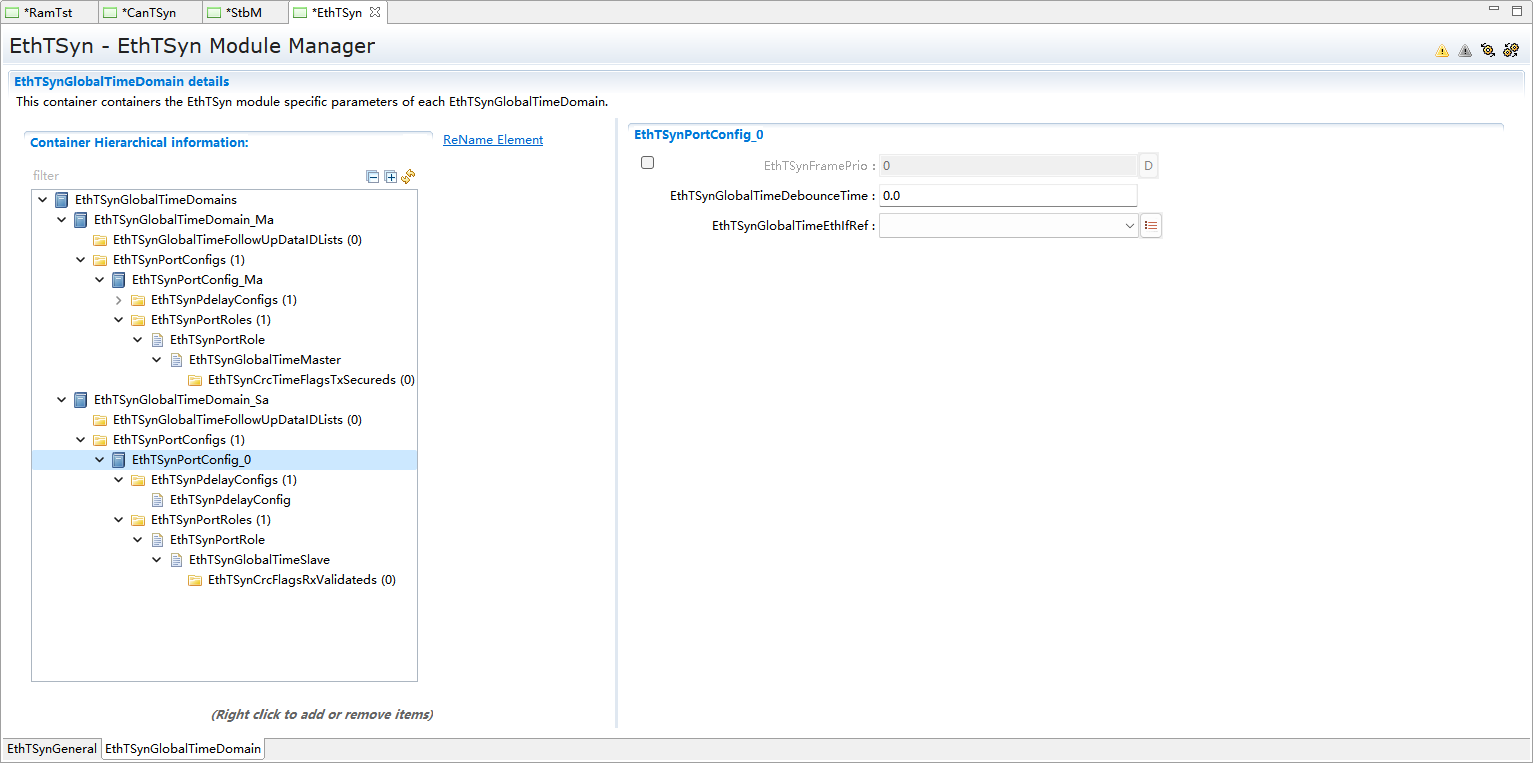 *RamTst
*CanTSyn
*StbM
*EthTSyn
EthTSyn - EthTSyn Module Manager
EthTSynGlobalTimeDomain details
This container containers the EthTSyn module specific parameters of each EthTSynGlobalTimeDomain.
Container Hierarchical information:
ReName Element
filter
EthTSynGlobalTimeDomains
EthTSynGlobalTimeDomain_Ma
EthTSynGlobalTimeFollowUpDataIDLists (0)
EthTSynPortConfigs (1)
EthTSynPortConfig_Ma
EthTSynPdelayConfigs (1)
EthTSynPortRoles (1)
EthTSynPortRole
EthTSynGlobalTimeMaster
EthTSynCrcTimeFlagsTxSecureds (0)
EthTSynGlobalTimeDomain_Sa
EthTSynGlobalTimeFollowUpDataIDLists (0)
EthTSynPortConfigs (1)
EthTSynPortConfig_0
EthTSynPdelayConfigs (1)
EthTSynPdelayConfig
EthTSynPortRoles (1)
EthTSynPortRole
EthTSynGlobalTimeSlave
EthTSynCrcFlagsRxValidateds (0)
(Right click to add or remove items)
EthTSynPortConfig_0
EthTSynFramePrio : 0 D
EthTSynGlobalTimeDebounceTime : 0.0
EthTSynGlobalTimeEthIfRef :
EthTSynGeneral
EthTSynGlobalTimeDomain